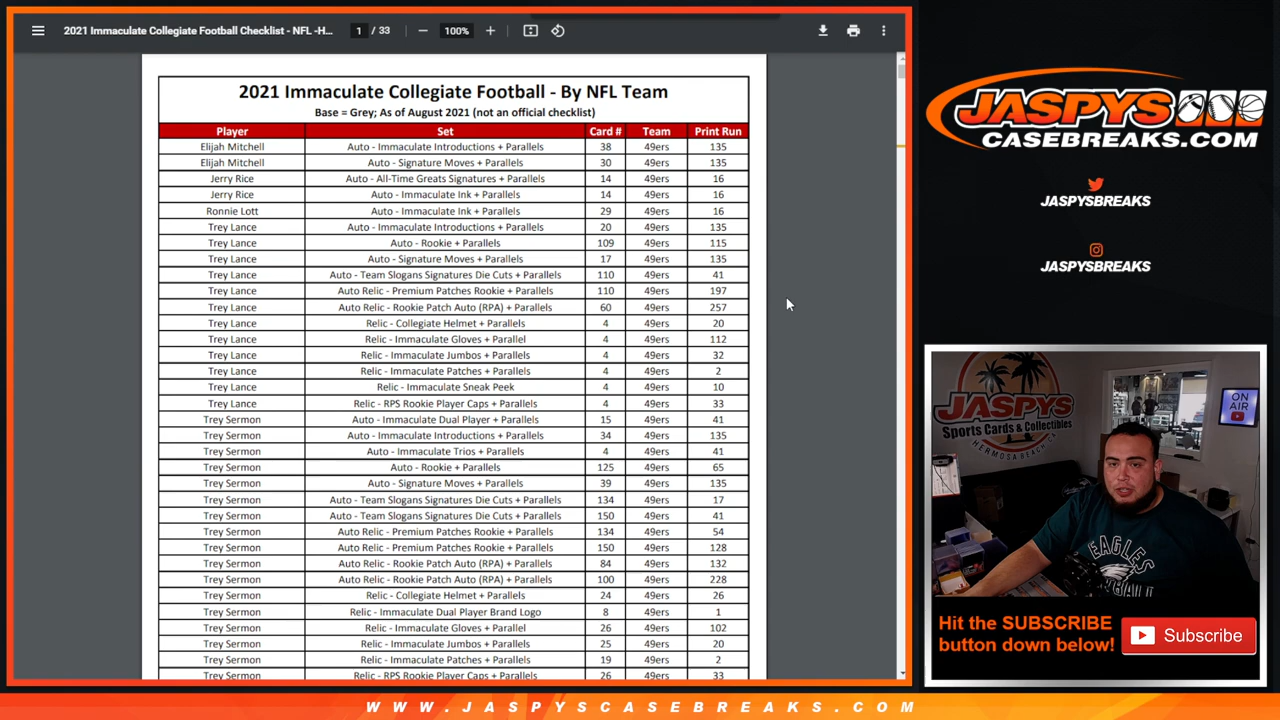 2021 Immaculate Collegiate Football Checklist - NFL -H...
1 / 33
100%
2021 Immaculate Collegiate Football - By NFL Team
Base = Grey; As of August 2021 (not an official checklist)
Player Set Card # Team Print Run
Elijah Mitchell Auto - Immaculate Introductions + Parallels 38 49ers 135
Elijah Mitchell Auto - Signature Moves + Parallels 30 49ers 135
Jerry Rice Auto - All-Time Greats Signatures + Parallels 14 49ers 16
Jerry Rice Auto - Immaculate Ink + Parallels 14 49ers 16
Ronnie Lott Auto - Immaculate Ink + Parallels 29 49ers 16
Trey Lance Auto - Immaculate Introductions + Parallels 20 49ers 135
Trey Lance Auto - Rookie + Parallels 109 49ers 115
Trey Lance Auto - Signature Moves + Parallels 17 49ers 135
Trey Lance Auto - Team Slogans Signatures Die Cuts + Parallels 110 49ers 41
Trey Lance Auto Relic - Premium Patches Rookie + Parallels 110 49ers 197
Trey Lance Auto Relic - Rookie Patch Auto (RPA) + Parallels 60 49ers 257
Trey Lance Relic - Collegiate Helmet + Parallels 4 49ers 20
Trey Lance Relic - Immaculate Gloves + Parallel 4 49ers 112
Trey Lance Relic - Immaculate Jumbos + Parallels 4 49ers 32
Trey Lance Relic - Immaculate Patches + Parallels 4 49ers 2
Trey Lance Relic - Immaculate Sneak Peek 4 49ers 10
Trey Lance Relic - RPS Rookie Player Caps + Parallels 4 49ers 33
Trey Sermon Auto - Immaculate Dual Player + Parallels 15 49ers 41
Trey Sermon Auto - Immaculate Introductions + Parallels 34 49ers 135
Trey Sermon Auto - Immaculate Trios + Parallels 4 49ers 41
Trey Sermon Auto - Rookie + Parallels 125 49ers 65
Trey Sermon Auto - Signature Moves + Parallels 39 49ers 135
Trey Sermon Auto - Team Slogans Signatures Die Cuts + Parallels 134 49ers 17
Trey Sermon Auto - Team Slogans Signatures Die Cuts + Parallels 150 49ers 41
Trey Sermon Auto Relic - Premium Patches Rookie + Parallels 134 49ers 54
Trey Sermon Auto Relic - Premium Patches Rookie + Parallels 150 49ers 128
Trey Sermon Auto Relic - Rookie Patch Auto (RPA) + Parallels 84 49ers 132
Trey Sermon Auto Relic - Rookie Patch Auto (RPA) + Parallels 100 49ers 228
Trey Sermon Relic - Collegiate Helmet + Parallels 24 49ers 26
Trey Sermon Relic - Immaculate Dual Player Brand Logo 8 49ers 1
Trey Sermon Relic - Immaculate Gloves + Parallel 26 49ers 102
Trey Sermon Relic - Immaculate Jumbos + Parallels 25 49ers 20
Trey Sermon Relic - Immaculate Patches + Parallels 19 49ers 2
Trey Sermon Relic - RPS Rookie Player Caps + Parallels 26 49ers 33
JASPYS
CASEBREAKS.COM
JASPYSBREAKS
JASPYSBREAKS
JASPYS
Sports Cards & Collectibles
HERMOSA BEACH, CA
ON AIR
EAGLES
Hit the SUBSCRIBE
button down below!
Subscribe
WWW.JASPYSCASEBREAKS.COM